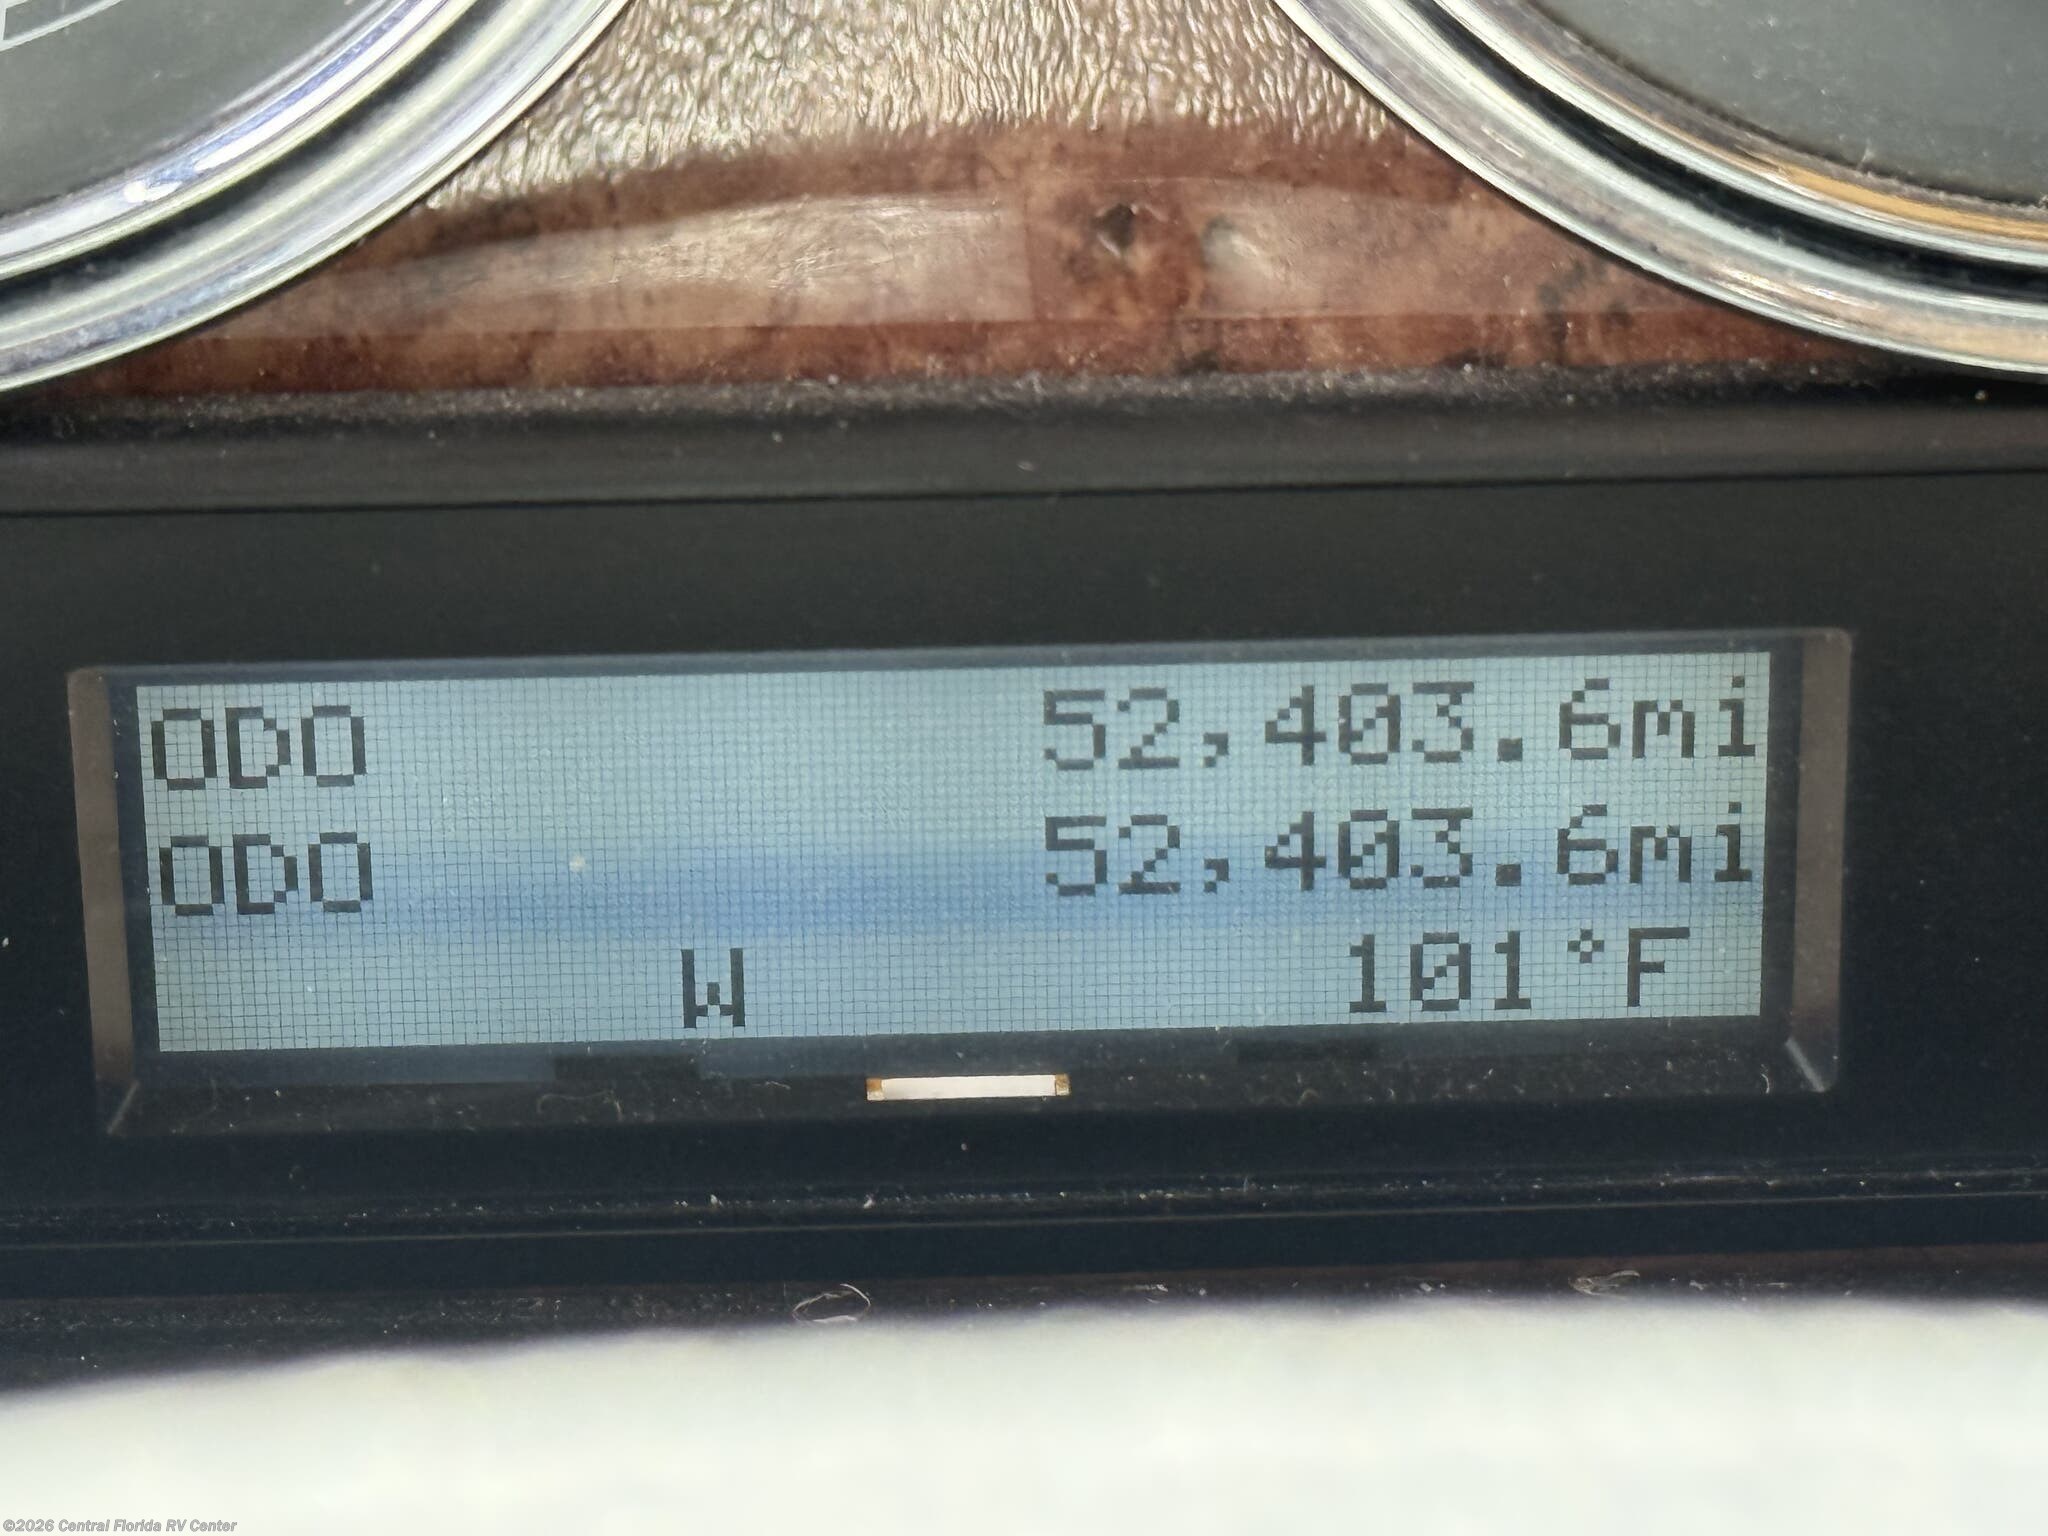 ODO 52,403.6mi
ODO 52,403.6mi
W 101°F
©2026 Central Florida RV Center